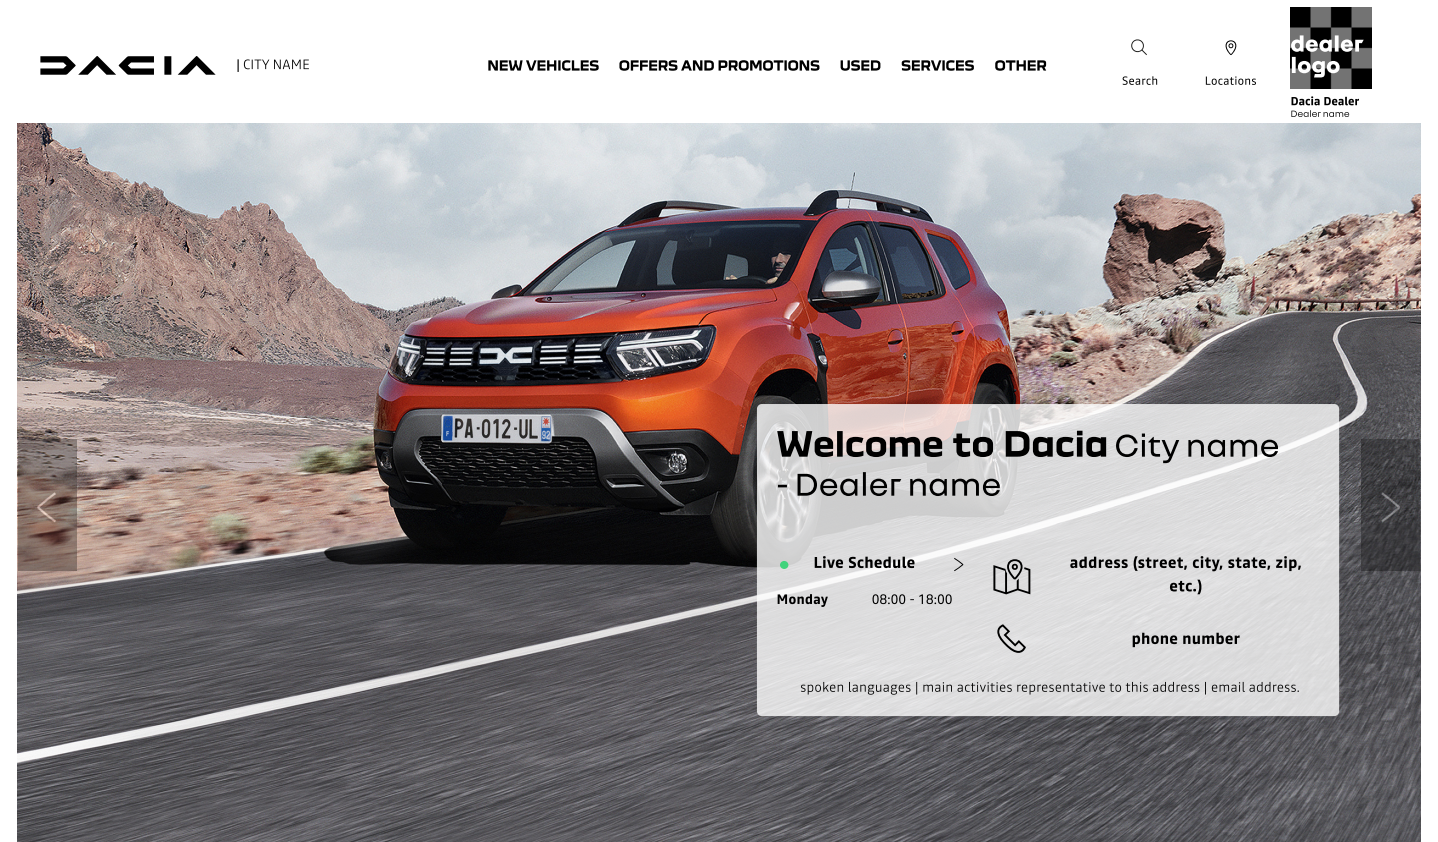 DACIA
| CITY NAME
NEW VEHICLES OFFERS AND PROMOTIONS USED SERVICES OTHER
Search
Locations
dealer
logo
Dacia Dealer
Dealer name
PA-012-UL
F
92
Welcome to Dacia City name
- Dealer name
Live Schedule
Monday 08:00 - 18:00
address (street, city, state, zip,
etc.)
phone number
spoken languages | main activities representative to this address | email address.